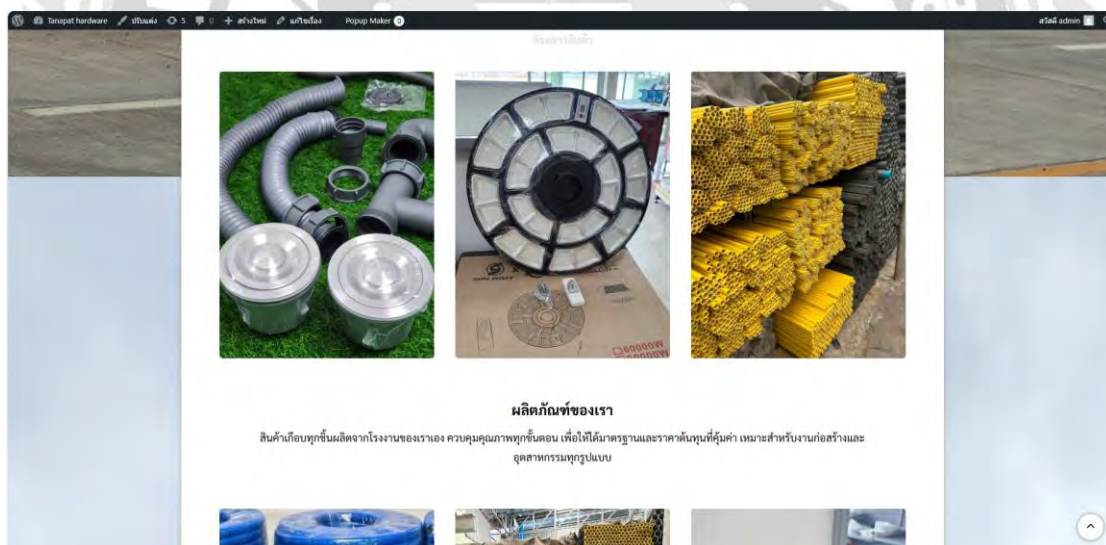 Tanapat hardware ปรับแต่ง 5 0 สร้างใหม่ แก้ไขเรื่อง Popup Maker 0 สวัสดี admin
60000W
ผลิตภัณฑ์ของเรา
สินค้าเกือบทุกชิ้นผลิตจากโรงงานของเราเอง ควบคุมคุณภาพทุกขั้นตอน เพื่อให้ได้มาตรฐานและราคาต้นทุนที่คุ้มค่า เหมาะสำหรับงานก่อสร้างและ
อุตสาหกรรมทุกรูปแบบ